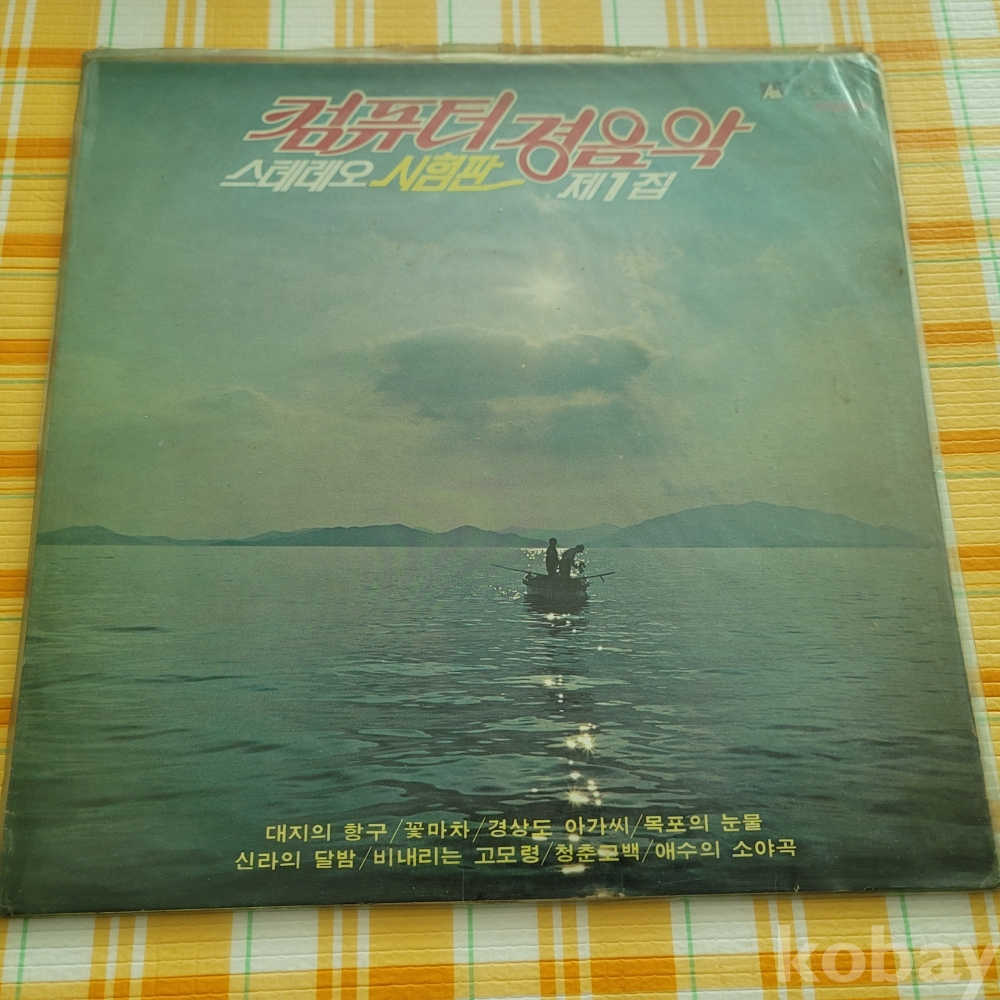 컴퓨터 경음악
스테레오 시험판 제1집
대지의 항구/꽃마차/경상도 아가씨/목포의 눈물
신라의 달밤/비내리는 고모령/청춘고백/애수의 소야곡
kobay